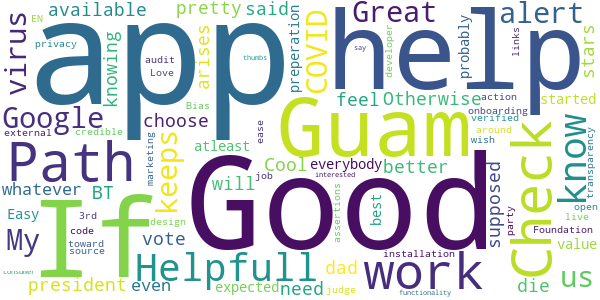 EN
available
pretty
said
Great
alert
virus
privacy
app
help
COVID
stars
knowing
audit
Love
arises
thumbs
preperation
probably
say
developer
links
Google
choose
Bias
Guam
feel
Otherwise
action
started
onboarding
external
credible
atleast
verified
around
wish
Path
keeps
ease
Cool
everybody
better
Check
know
transparency
whatever
BT
marketing
will
job
interested
supposed
Easy
3rd
If
Good
best
open
live
My
code
toward
source
vote
design
assertions
party
Foundation
value
Helpfull
dad
work
installation
us
consumer
president
even
expected
need
judge
functionality
die